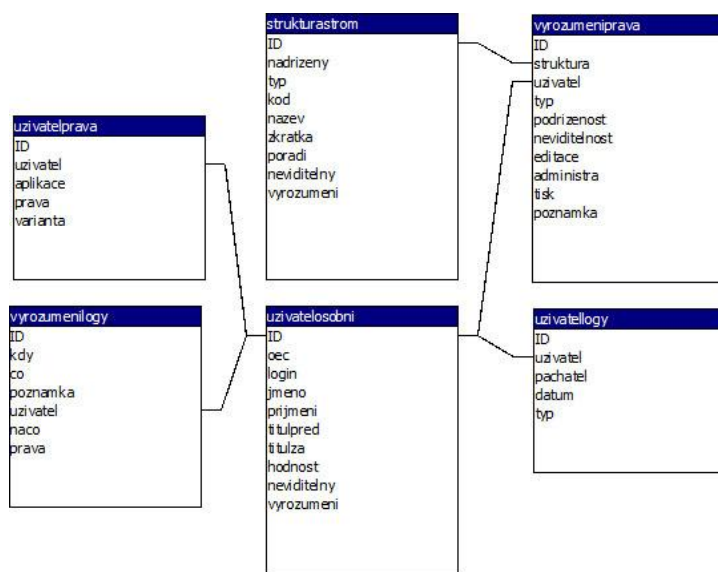 strukturastrom
ID
nadrizeny
typ
kod
nazev
zkratka
poradi
neviditelny
vyrozumeni
vyrozumeniprava
ID
struktura
uzivatel
typ
podrizenost
neviditelnost
editace
administra
tisk
poznamka
uzivatelprava
ID
uzivatel
aplikace
prava
varianta
vyrozumenilogy
ID
kdy
co
poznamka
uzivatel
naco
prava
uzivatelosobni
ID
oec
login
jmeno
prijmeni
titulpred
titulza
hodnost
neviditelny
vyrozumeni
uzivatellogy
ID
uzivatel
pachatel
datum
typ